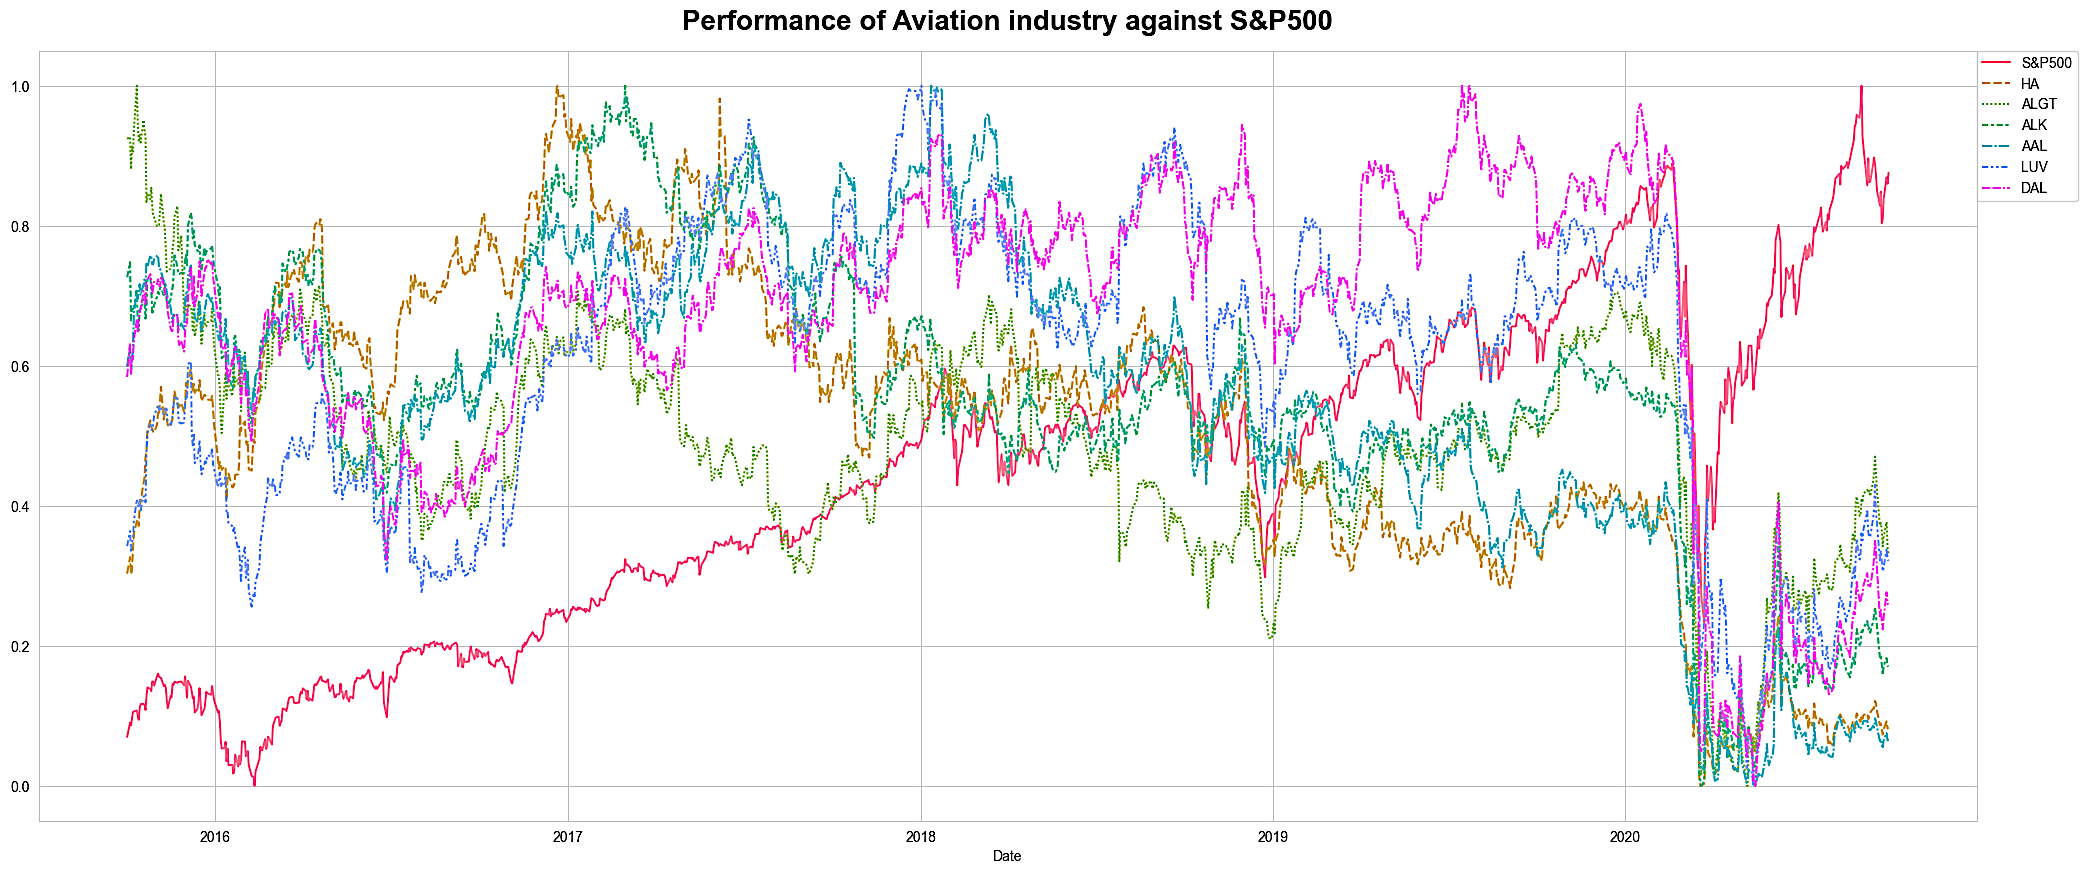 Performance of Aviation industry against S&P500
1.0
0.8
0.6
0.4
0.2
0.0
2016
2017
2018
2019
2020
Date
S&P500
HA
ALGT
ALK
AAL
LUV
DAL